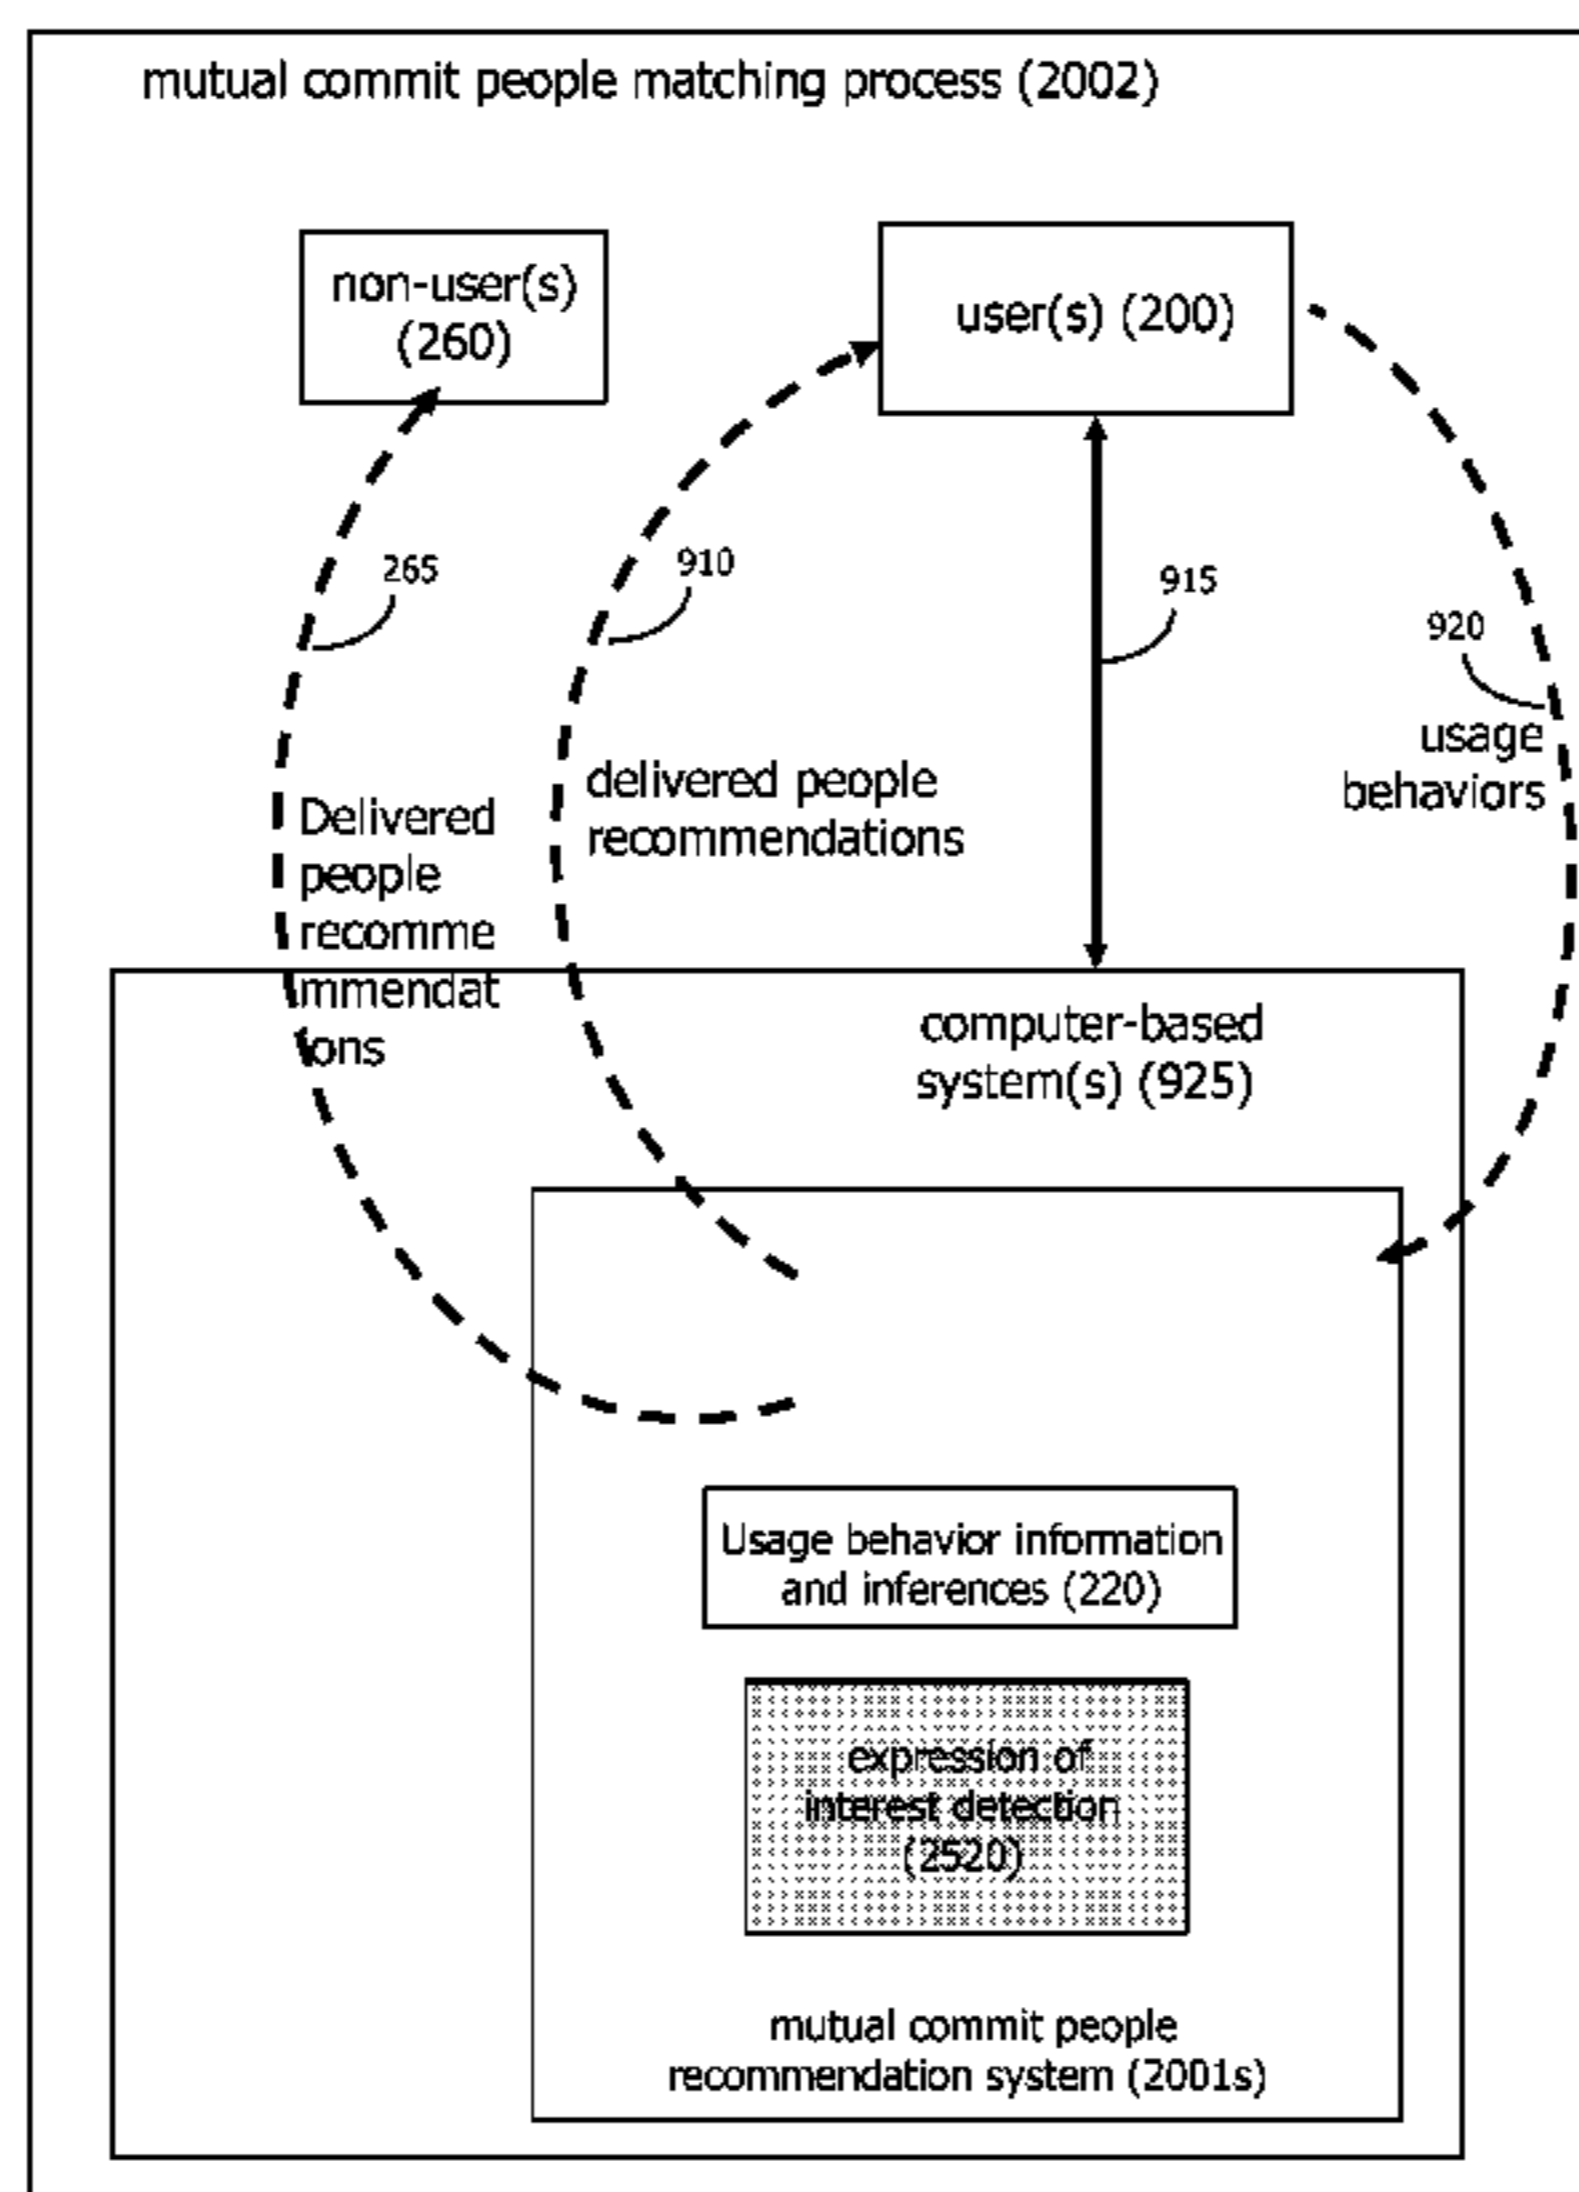 mutual commit people matching process (2002)
non-user(s)
(260)
user(s) (200)
265
910
915
920
usage
behaviors
delivered people
recommendations
Delivered
people
recomme
mmendat
ions
computer-based
system(s) (925)
Usage behavior information
and inferences (220)
expression of
interest detection
(2520)
mutual commit people
recommendation system (2001s)